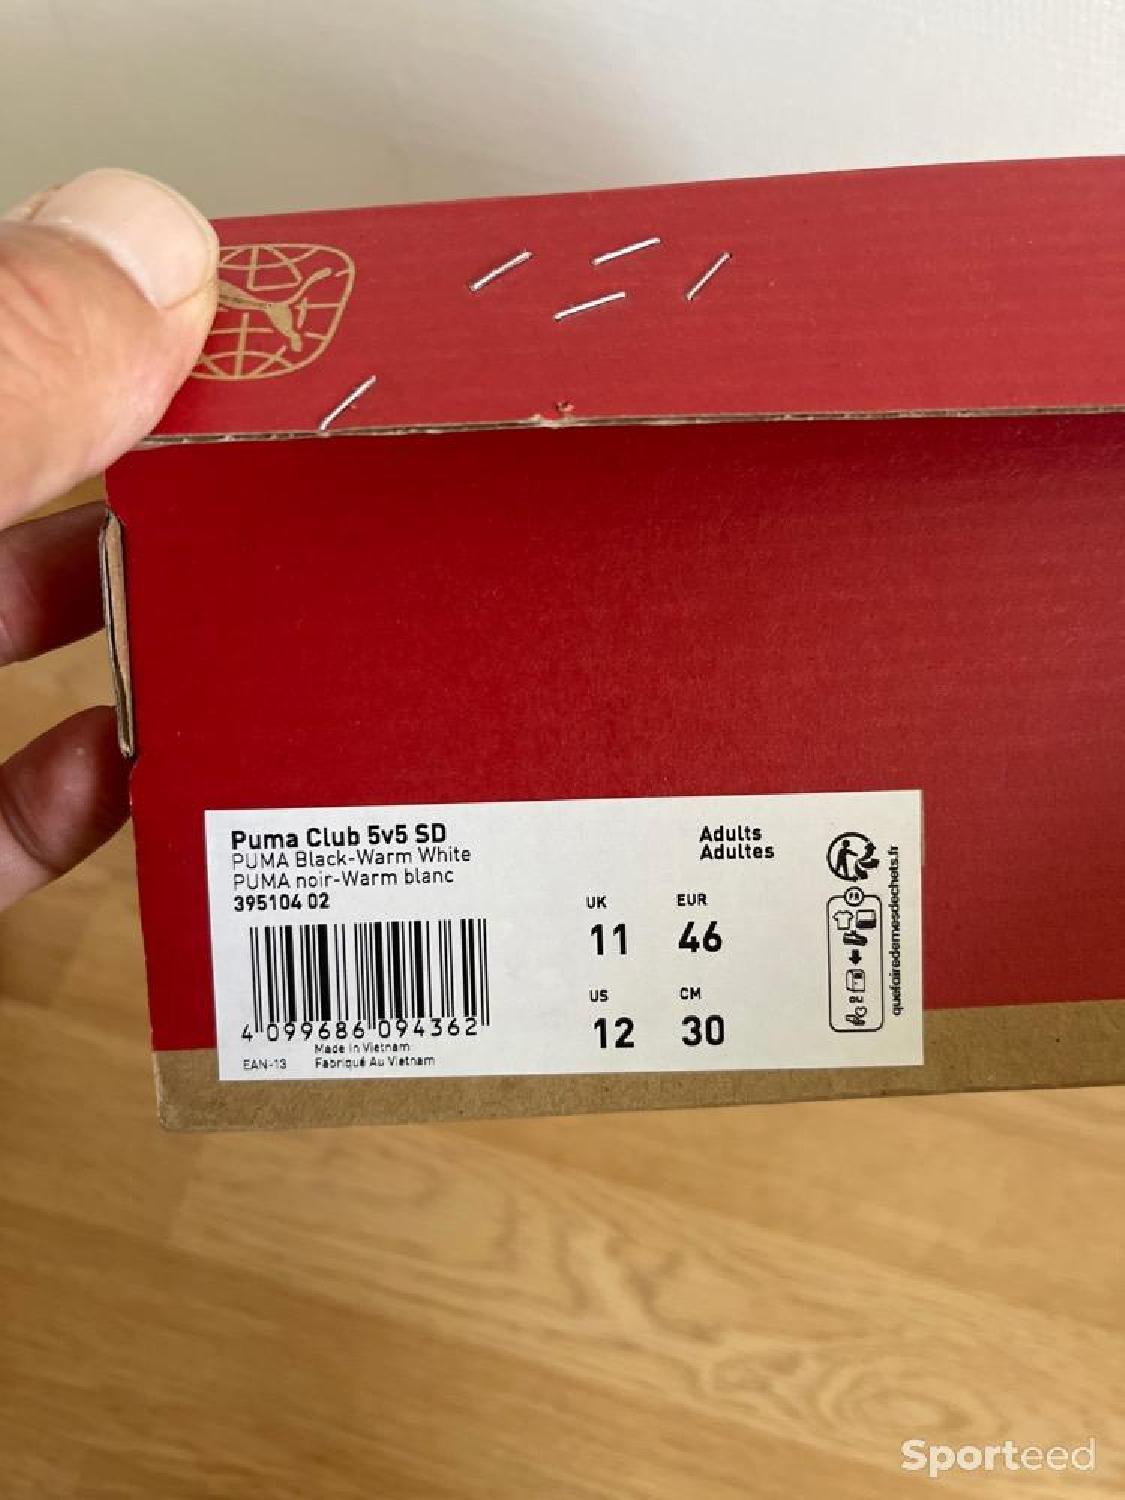 Puma Club 5v5 SD
PUMA Black-Warm White
PUMA noir-Warm blanc
395104 02
Adults
Adultes
UK
EUR
11
46
US
CM
12
30
4 099686 094362
Made In Vietnam
EAN-13
Fabriqué Au Vietnam
quefairedemesdechets.fr
FR
Sporteed